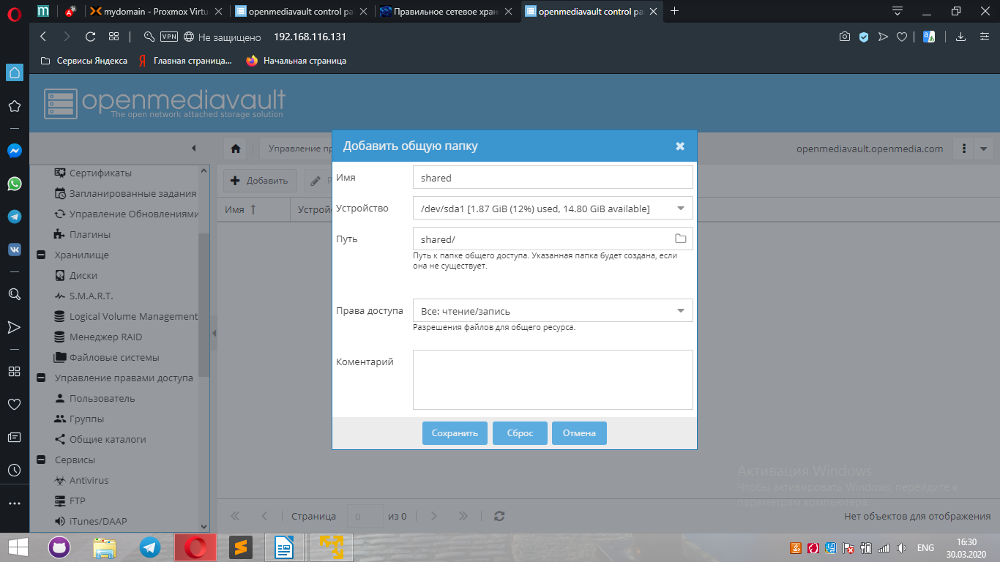 mydomain - Proxmox Virtu
openmediavault control pa
Правильное сетевое хран
openmediavault control pa
VPN
Не защищено
192.168.116.131
Сервисы Яндекса
Главная страница...
Начальная страница
openmediavault
The open network attached storage solution
Управление пр
openmediavault.openmedia.com
Сертификаты
Запланированные задания
Управление Обновлениями
Плагины
Хранилище
Диски
S.M.A.R.T.
Logical Volume Management
Менеджер RAID
Файловые системы
Управление правами доступа
Пользователь
Группы
Общие каталоги
Сервисы
Antivirus
FTP
iTunes/DAAP
Добавить
Имя
Устрой
Добавить общую папку
Имя
shared
Устройство
/dev/sda1 [1.87 GiB (12%) used, 14.80 GiB available]
Путь
shared/
Путь к папке общего доступа. Указанная папка будет создана, если
она не существует.
Права доступа
Все: чтение/запись
Разрешения файлов для общего ресурса.
Коментарий
Сохранить
Сброс
Отмена
Активация Windows
Чтобы активировать Windows, перейдите к
параметрам компьютера.
Страница
0
из 0
Нет объектов для отображения
ENG
16:30
30.03.2020